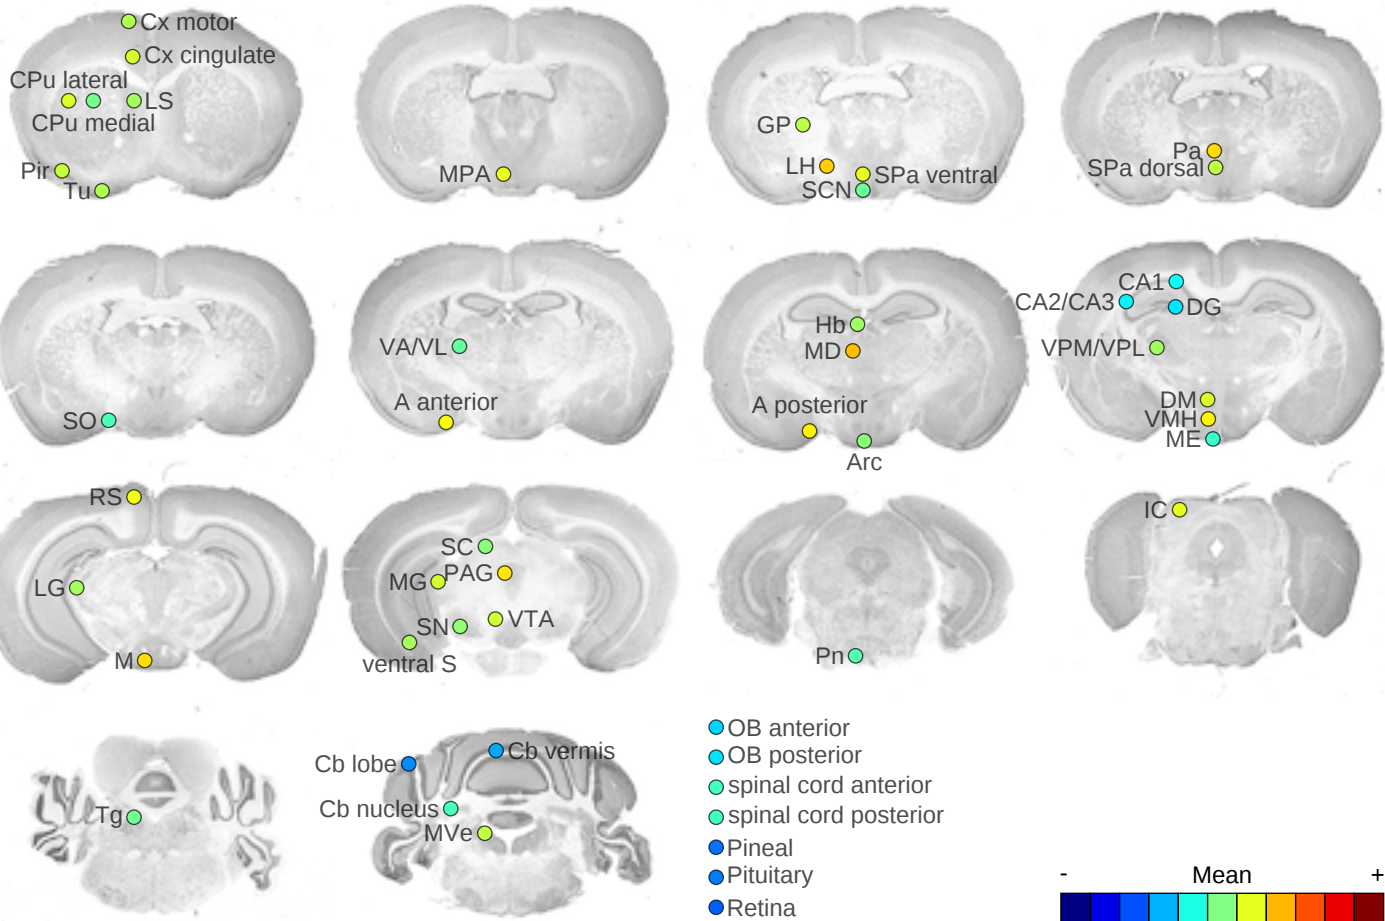 Cx motor
Cx cingulate
CPu lateral
LS
CPu medial
Pir
Tu
MPA
GP
LH
SPa ventral
SCN
Pa
SPa dorsal
SO
VA/VL
A anterior
Hb
MD
A posterior
Arc
CA1
CA2/CA3
DG
VPM/VPL
DM
VMH
ME
RS
LG
M
SC
MG
PAG
SN
VTA
ventral S
Pn
IC
Tg
Cb lobe
Cb vermis
Cb nucleus
MVe
OB anterior
OB posterior
spinal cord anterior
spinal cord posterior
Pineal
Pituitary
Retina
- Mean +